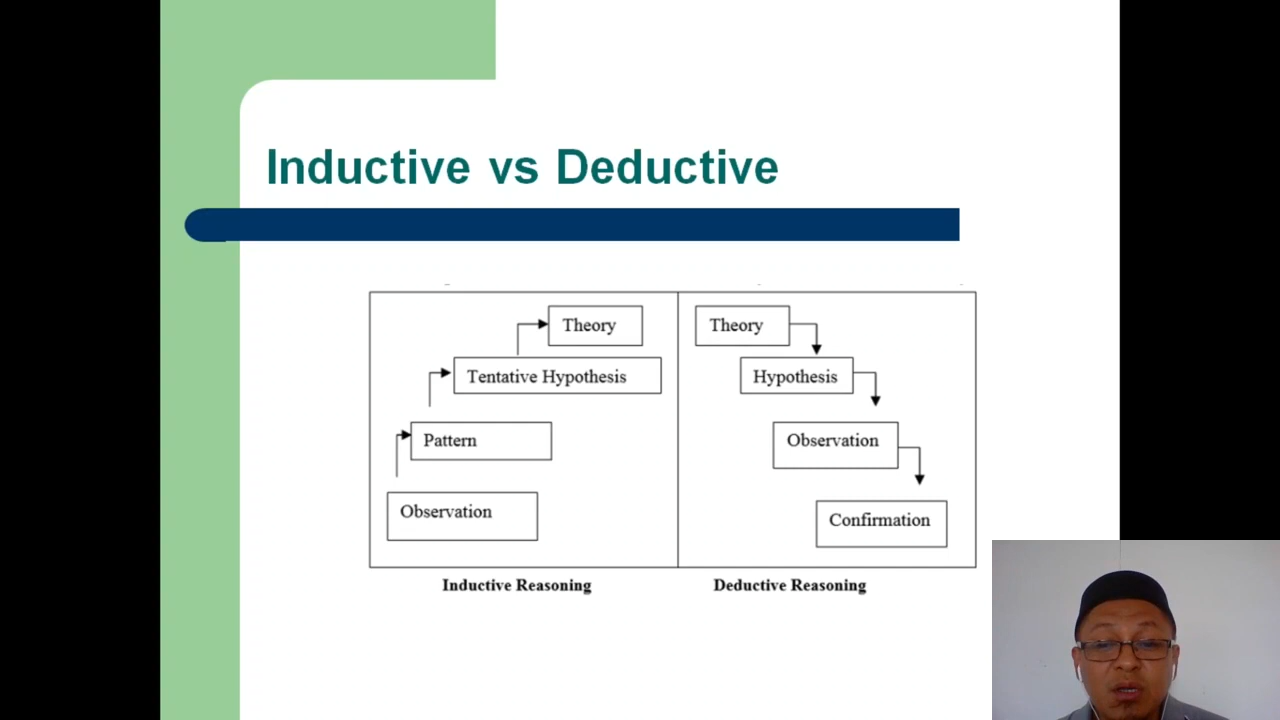 Inductive vs Deductive
Theory
Tentative Hypothesis
Pattern
Observation
Inductive Reasoning
Theory
Hypothesis
Observation
Confirmation
Deductive Reasoning